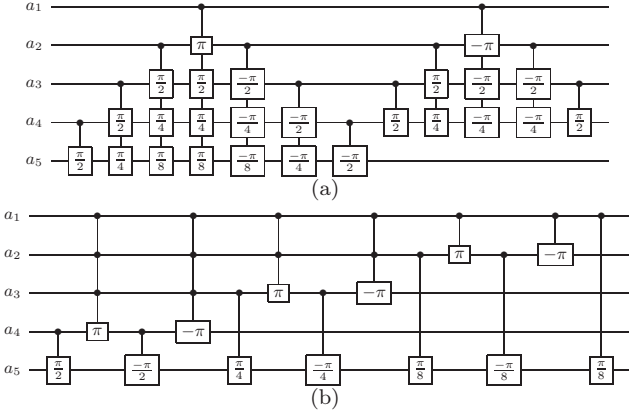 a₁
a₂ π −π
a₃ π/2 π/2 −π/2 π/2 −π/2 −π/2
a₄ π/2 π/4 π/4 −π/4 −π/2 π/2 π/4 −π/4 −π/4 π/2
a₅ π/2 π/4 π/8 π/8 −π/8 −π/4 −π/2
(a)
a₁
a₂ π −π
a₃ π −π
a₄ π −π
a₅ π/2 −π/2 π/4 −π/4 π/8 −π/8 π/8
(b)